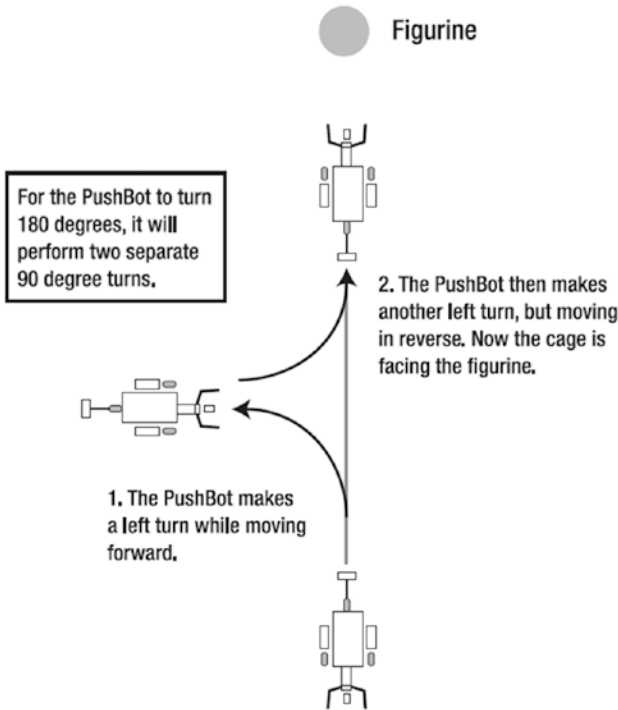 Figurine
For the PushBot to turn
180 degrees, it will
perform two separate
90 degree turns.
2. The PushBot then makes
another left turn, but moving
in reverse. Now the cage is
facing the figurine.
1. The PushBot makes
a left turn while moving
forward.